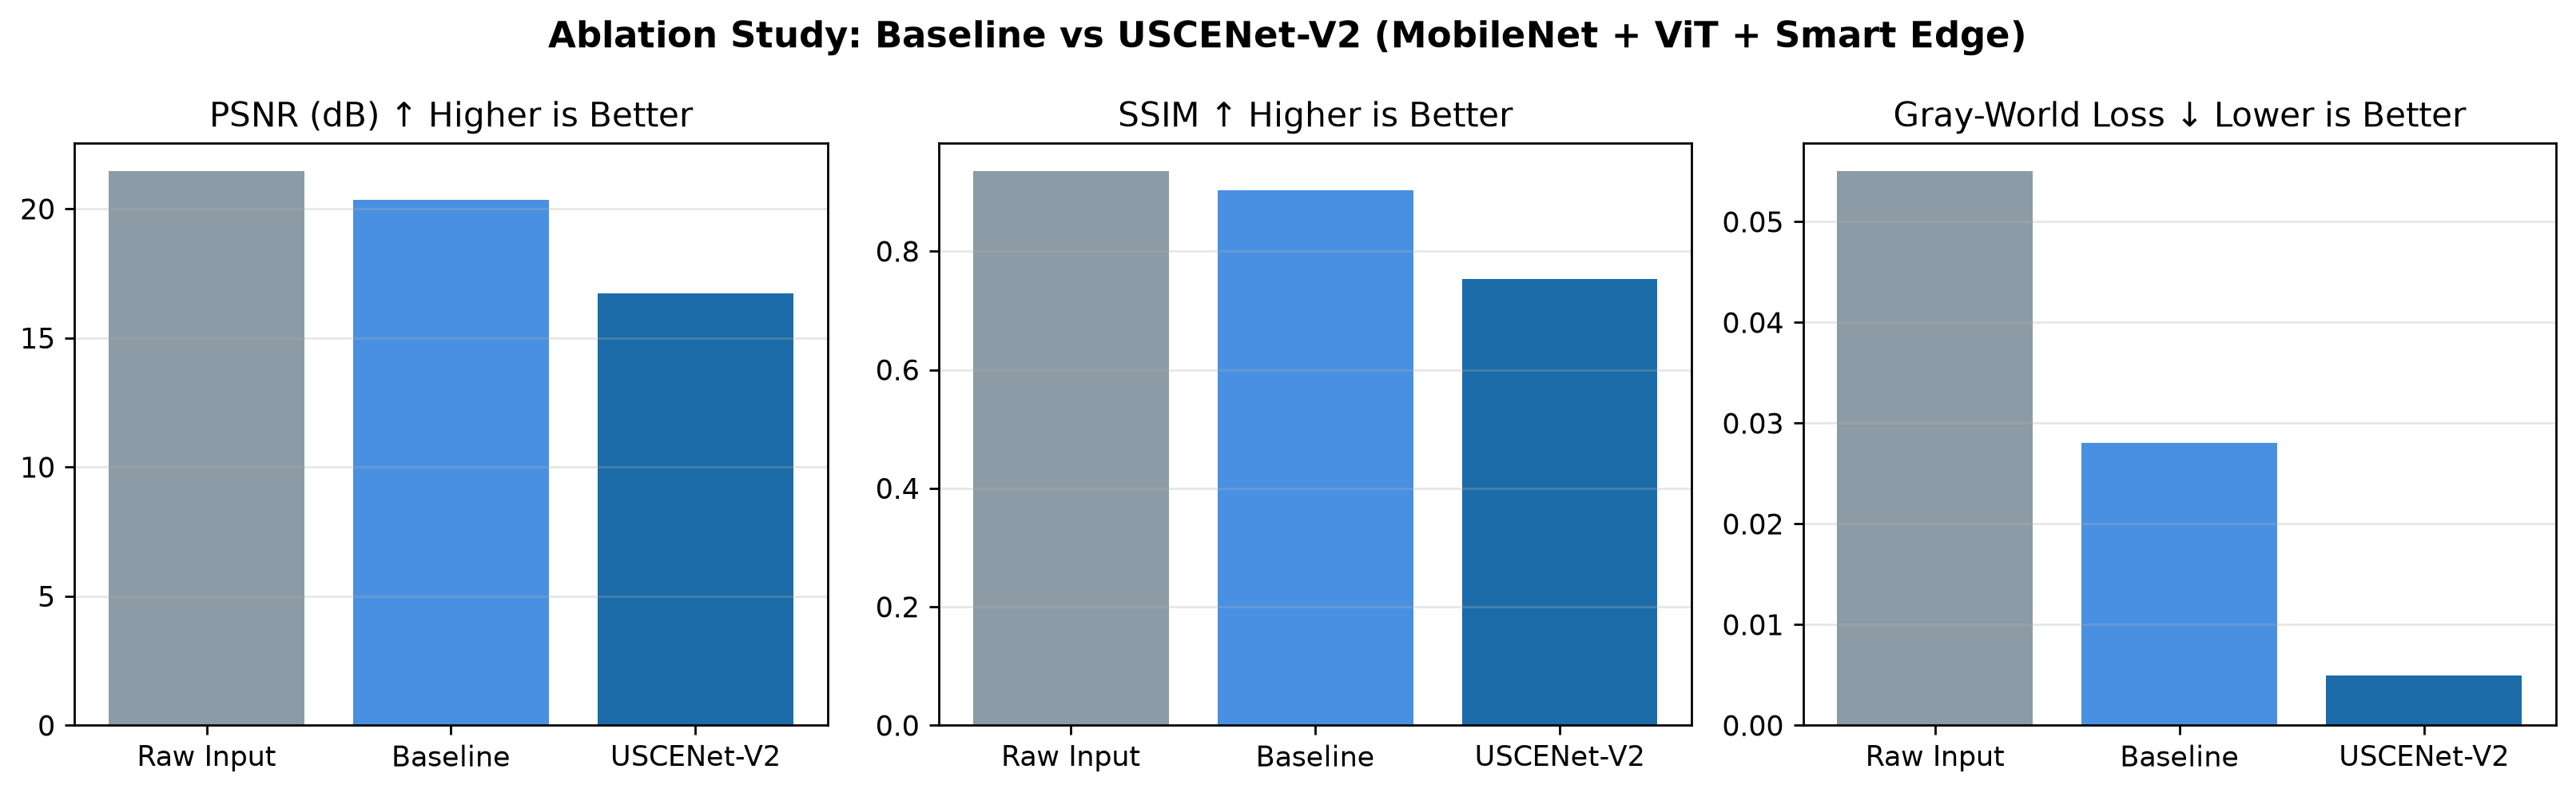 Ablation Study: Baseline vs USCENet-V2 (MobileNet + ViT + Smart Edge)
PSNR (dB) ↑ Higher is Better
20
15
10
5
0
Raw Input
Baseline
USCENet-V2
SSIM ↑ Higher is Better
0.8
0.6
0.4
0.2
0.0
Raw Input
Baseline
USCENet-V2
Gray-World Loss ↓ Lower is Better
0.05
0.04
0.03
0.02
0.01
0.00
Raw Input
Baseline
USCENet-V2